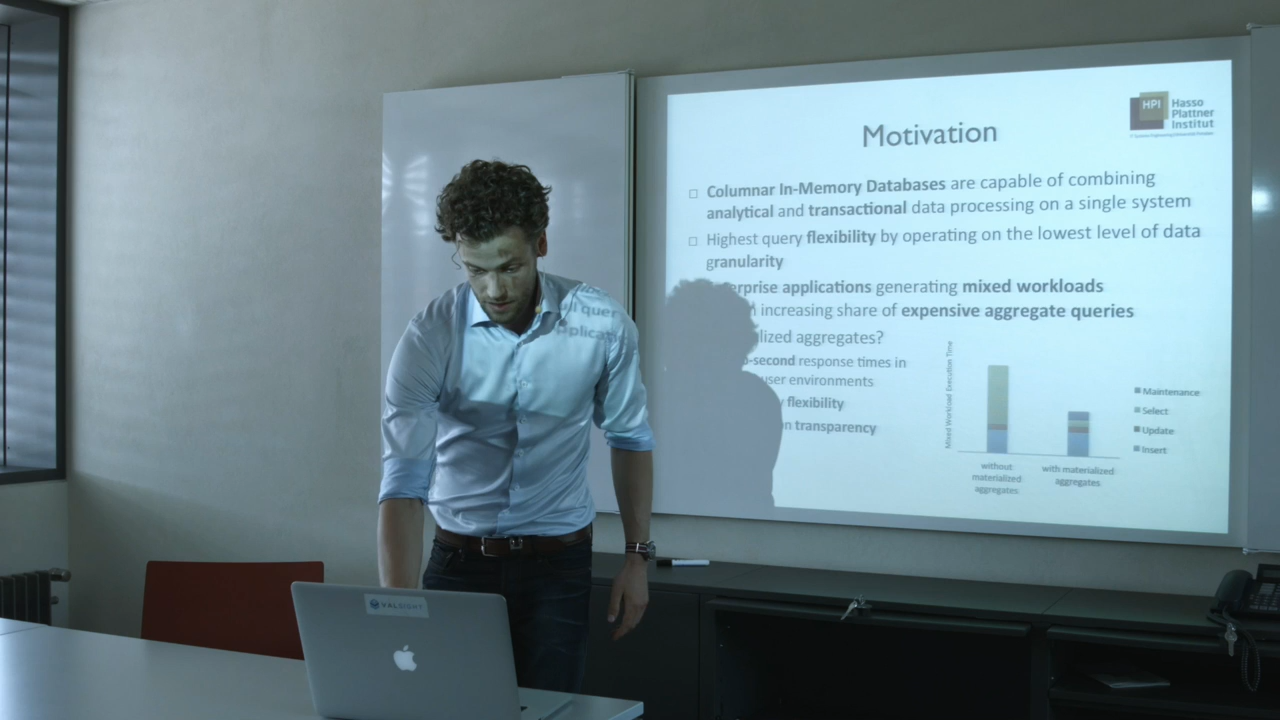 Motivation
HPI Hasso
Plattner
Institut
Columnar In-Memory Databases are capable of combining
analytical and transactional data processing on a single system
Highest query flexibility by operating on the lowest level of data
granularity
erprise applications generating mixed workloads
increasing share of expensive aggregate queries
lized aggregates?
-second response times in
user environments
flexibility
n transparency
Mixed Workload Execution Time
Maintenance
Select
Update
Insert
without
materialized
aggregates
with materialized
aggregates
quer
plicat
VALSIGHT